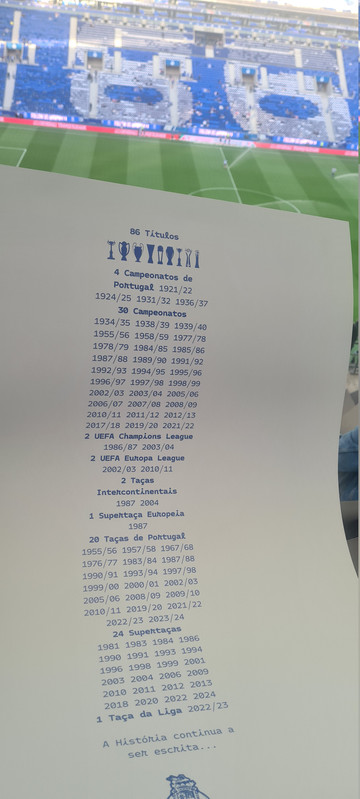 86 Títulos
4 Campeonatos de
Portugal 1921/22
1924/25 1931/32 1936/37
30 Campeonatos
1934/35 1938/39 1939/40
1955/56 1958/59 1977/78
1978/79 1984/85 1985/86
1987/88 1989/90 1991/92
1992/93 1994/95 1995/96
1996/97 1997/98 1998/99
2002/03 2003/04 2005/06
2006/07 2007/08 2008/09
2010/11 2011/12 2012/13
2017/18 2019/20 2021/22
2 UEFA Champions League
1986/87 2003/04
2 UEFA Europa League
2002/03 2010/11
2 Taças
Intercontinentais
1987 2004
1 Supertaça Europeia
1987
20 Taças de Portugal
1955/56 1957/58 1967/68
1976/77 1983/84 1987/88
1990/91 1993/94 1997/98
1999/00 2000/01 2002/03
2005/06 2008/09 2009/10
2010/11 2019/20 2021/22
2022/23 2023/24
24 Supertaças
1981 1983 1984 1986
1990 1991 1993 1994
1996 1998 1999 2001
2003 2004 2006 2009
2010 2011 2012 2013
2018 2020 2022 2024
1 Taça da Liga 2022/23
A História continua a
ser escrita...